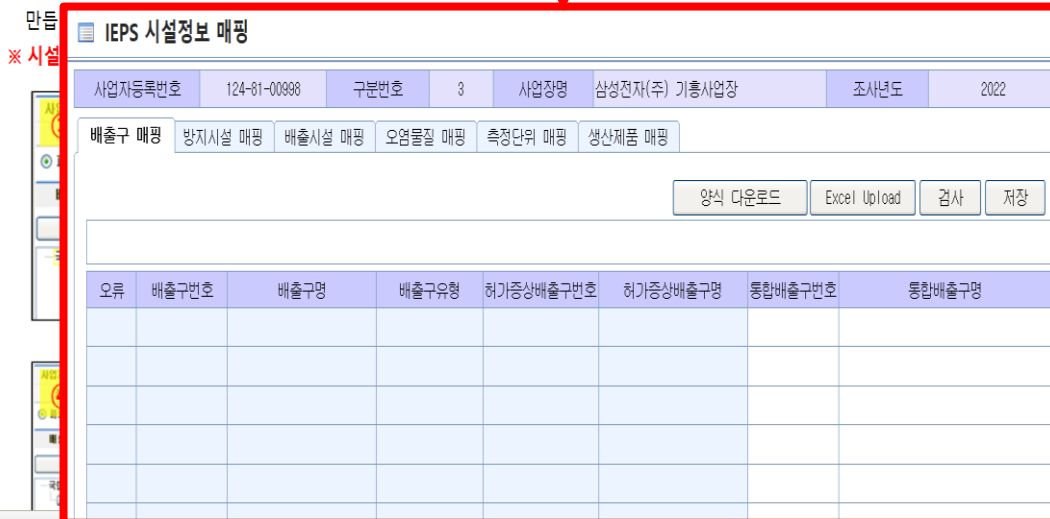 만듭
※ 시설
IEPS 시설정보 매핑
사업자등록번호 124-81-00998 구분번호 3 사업장명 삼성전자(주) 기흥사업장 조사년도 2022
배출구 매핑 방지시설 매핑 배출시설 매핑 오염물질 매핑 측정단위 매핑 생산제품 매핑
양식 다운로드 Excel Upload 검사 저장
오류 배출구번호 배출구명 배출구유형 허가증상배출구번호 허가증상배출구명 통합배출구번호 통합배출구명